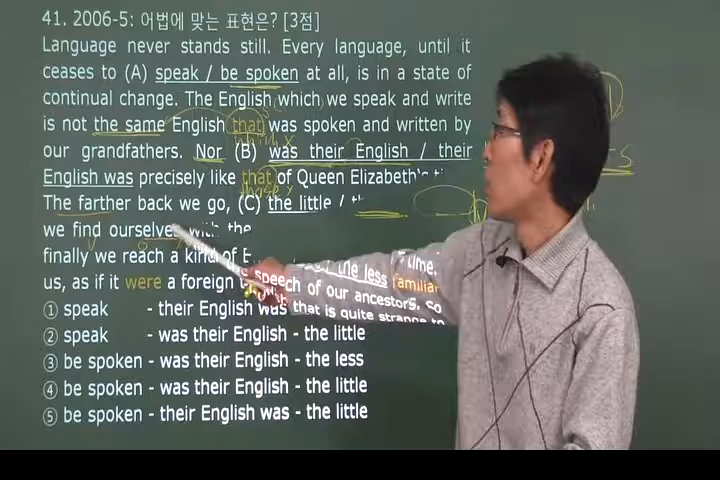 41. 2006-5: 어법에 맞는 표현은? [3점]
Language never stands still. Every language, until it
ceases to (A) speak / be spoken at all, is in a state of
continual change. The English (which) we speak and write
is not the same English that was spoken and written by
which X
our grandfathers. Nor (B) was their English / their
S
English was precisely like that of Queen Elizabeth's
The farther back we go, (C) the little /
we find ourselves with the
time.
finally we reach a kind of
the less familiar
us, as if it were a foreign
speech of our ancestors. So
that is quite strange to
① speak - their English was
② speak - was their English - the little
③ be spoken - was their English - the less
④ be spoken - was their English - the little
⑤ be spoken - their English was - the little